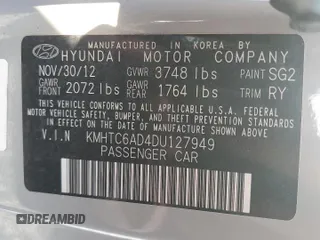 MANUFACTURED IN KOREA BY
HYUNDAI MOTOR COMPANY
NOV/30/12 GVWR 3748 lbs PAINT SG2
GAWR FRONT 2072 lbs GAWR REAR 1764 lbs TRIM RY
THIS VEHICLE CONFORMS TO ALL APPLICABLE U.S. FEDERAL
MOTOR VEHICLE SAFETY, BUMPER, AND THEFT PREVENTION
STANDARDS IN EFFECT ON THE DATE OF MANUFACTURE SHOWN ABOVE.
V.I.N KMHTC6AD4DU127949
PASSENGER CAR
© DREAMBID